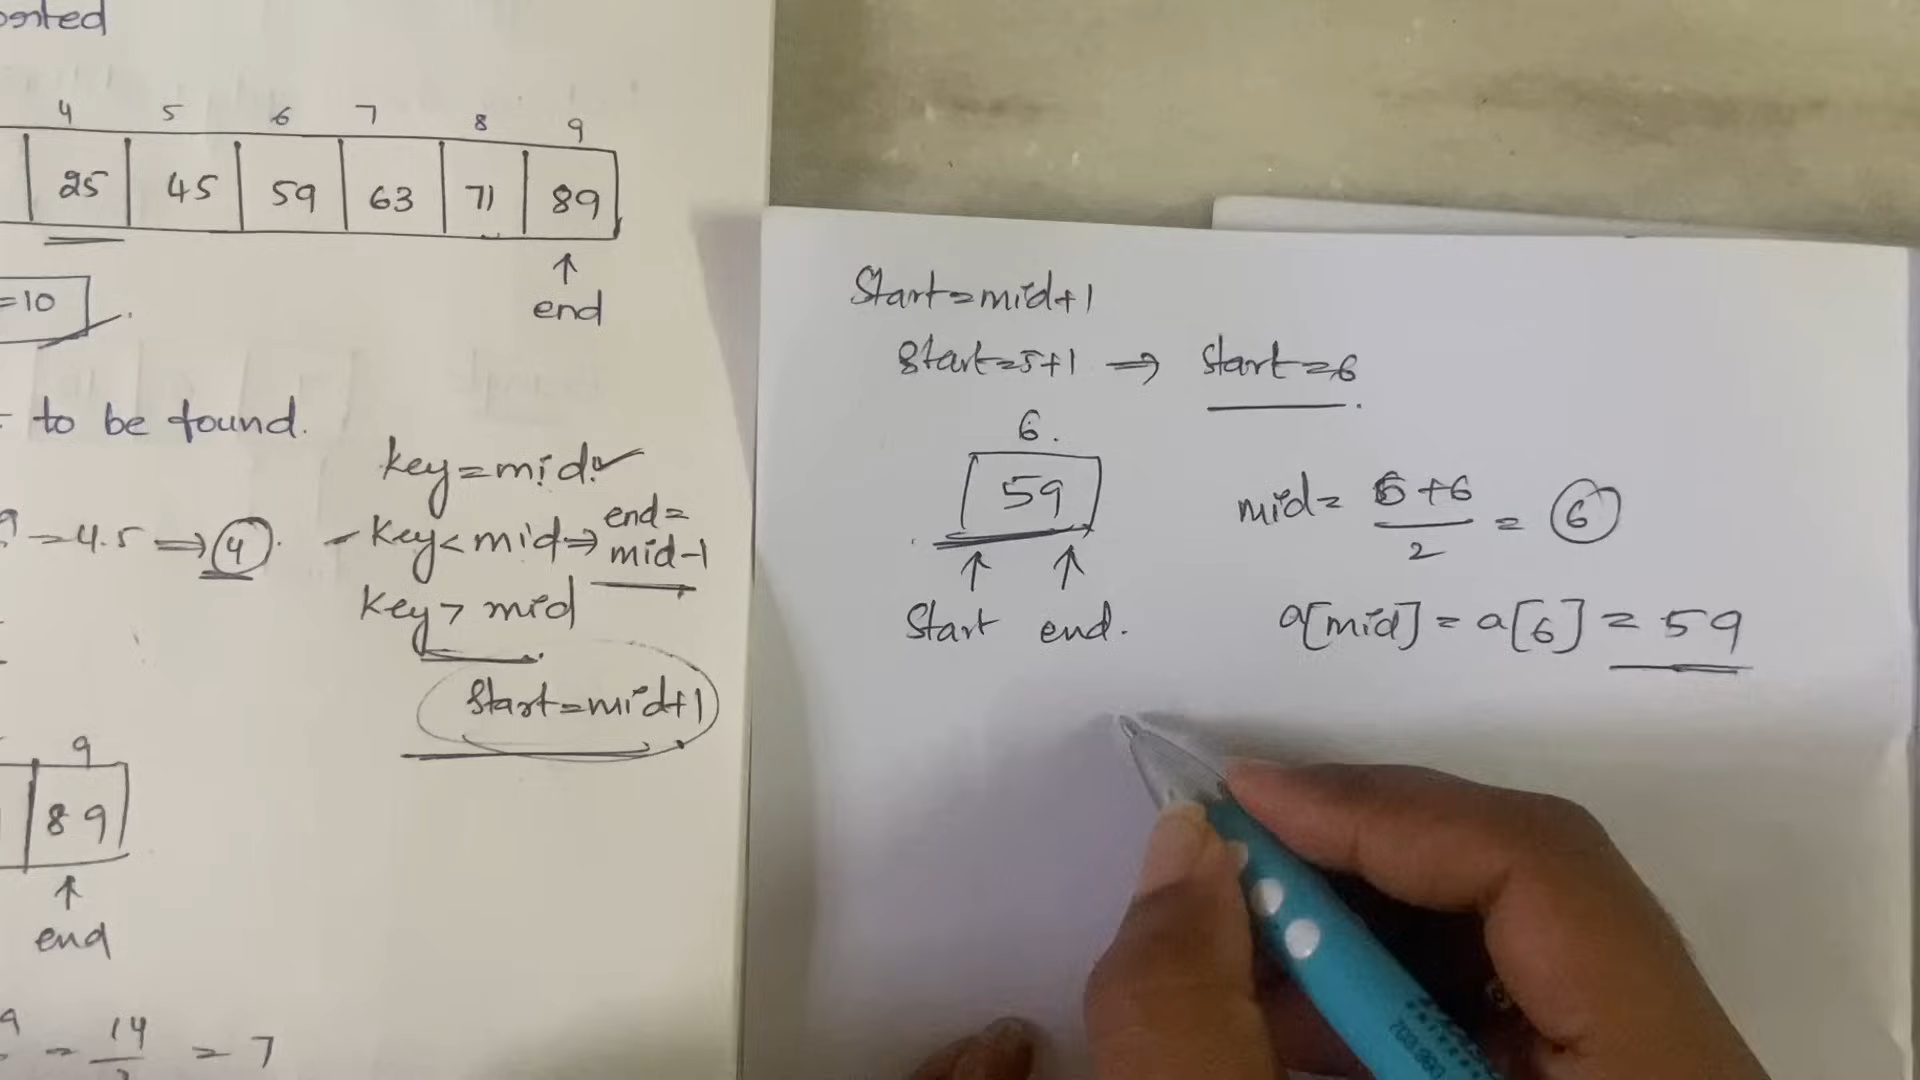 4 5 6 7 8 9
25 45 59 63 71 89
=10
end
to be found.
key=mid✓
=4.5 ⇒ 4.
key<mid⇒ end=
mid-1
key> mid
start=mid+1
9
89
end
= 14 = 7
Start=mid+1
Start=5+1 ⇒ start=6
6.
59
Start end.
mid= 6+6
2
= 6
a[mid] = a[6] = 59